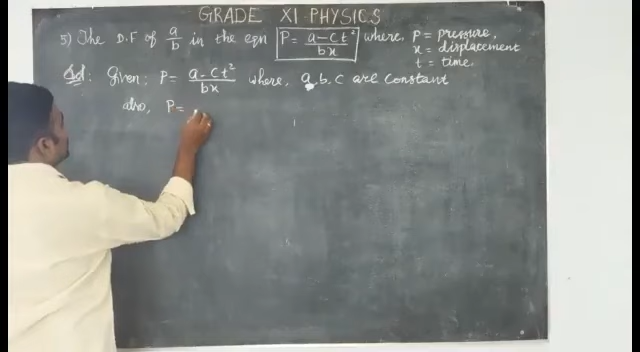 GRADE XI PHYSICS
5) The D.F of a/b in the eqn P = a-ct²/bx where, P = pressure,
x = displacement
t = time.
Sol: Given: P = a-ct²/bx where, a, b, c are constant
also, P =